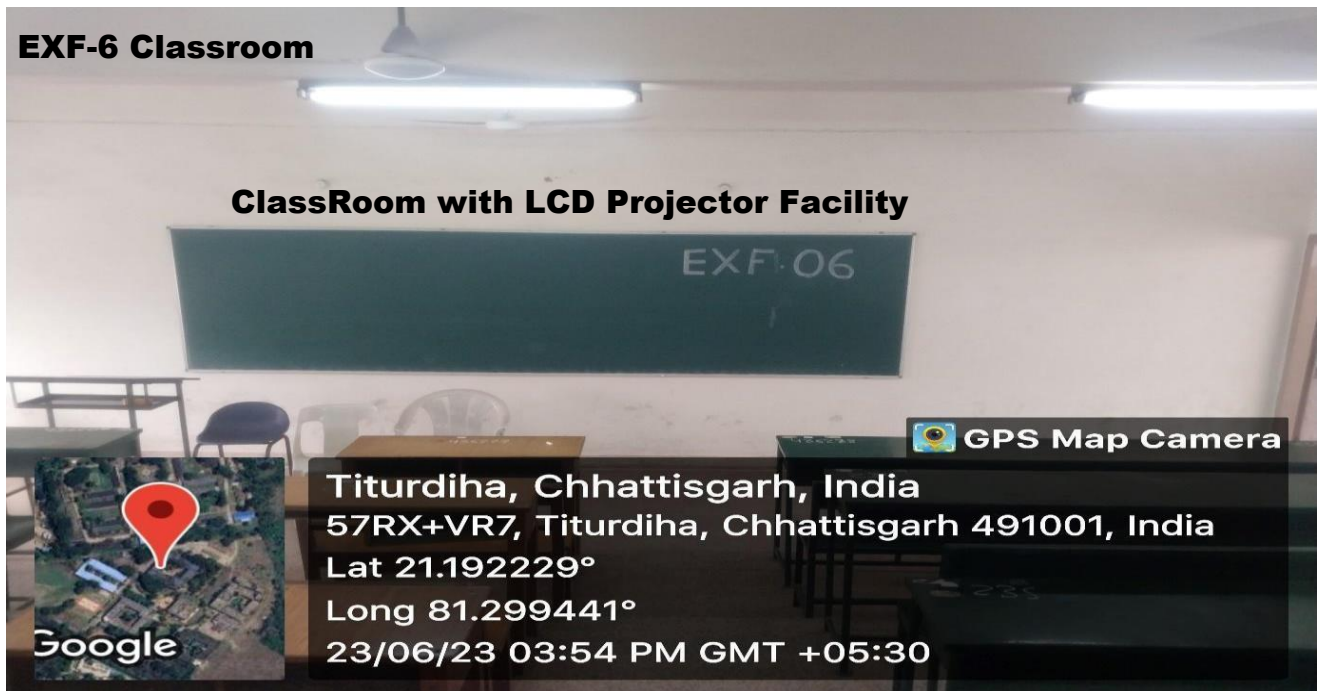 EXF-6 Classroom
ClassRoom with LCD Projector Facility
EXF-06
GPS Map Camera
Titurdiha, Chhattisgarh, India
57RX+VR7, Titurdiha, Chhattisgarh 491001, India
Lat 21.192229°
Long 81.299441°
23/06/23 03:54 PM GMT +05:30
Google